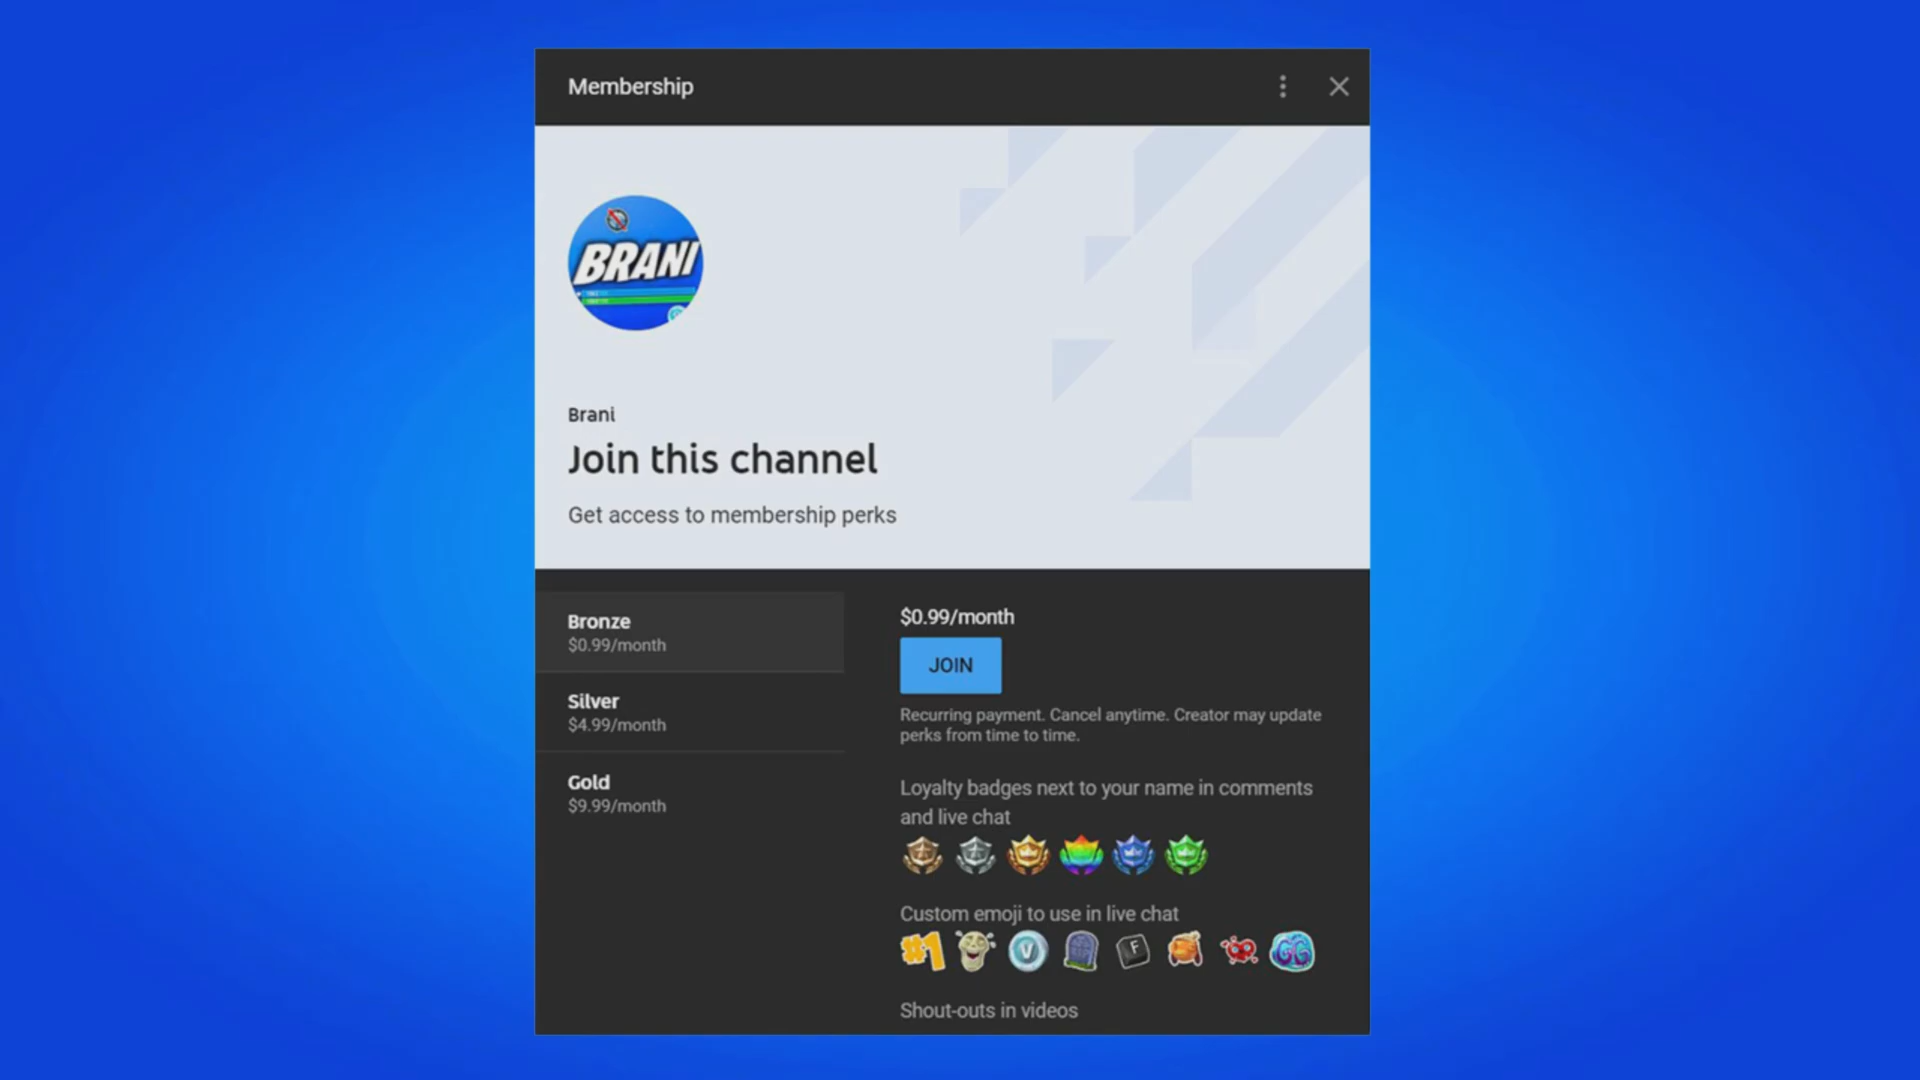 Membership
BRANI
Brani
Join this channel
Get access to membership perks
Bronze
$0.99/month
Silver
$4.99/month
Gold
$9.99/month
$0.99/month
JOIN
Recurring payment. Cancel anytime. Creator may update
perks from time to time.
Loyalty badges next to your name in comments
and live chat
Custom emoji to use in live chat
#1 V F GG
Shout-outs in videos